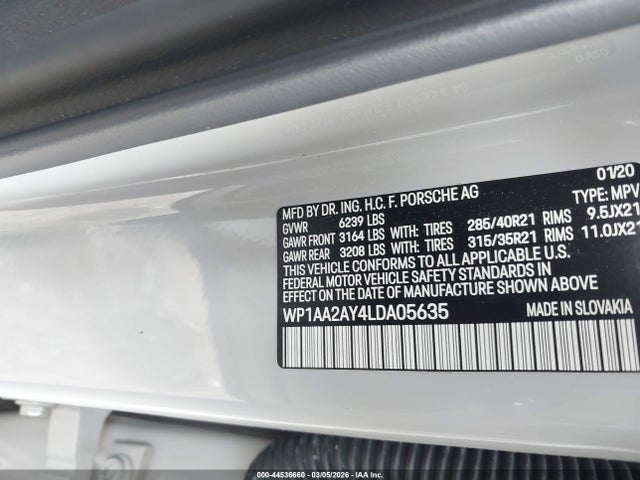 01/20
MFD BY DR. ING. H.C. F. PORSCHE AG TYPE: MPV
GVWR 6239 LBS
GAWR FRONT 3164 LBS WITH: TIRES 285/40R21 RIMS 9.5JX21
GAWR REAR 3208 LBS WITH: TIRES 315/35R21 RIMS 11.0JX21
THIS VEHICLE CONFORMS TO ALL APPLICABLE U.S.
FEDERAL MOTOR VEHICLE SAFETY STANDARDS IN
EFFECT ON THE DATE OF MANUFACTURE SHOWN ABOVE.
WP1AA2AY4LDA05635 MADE IN SLOVAKIA
000-44536660 - 03/05/2026 - IAA Inc.